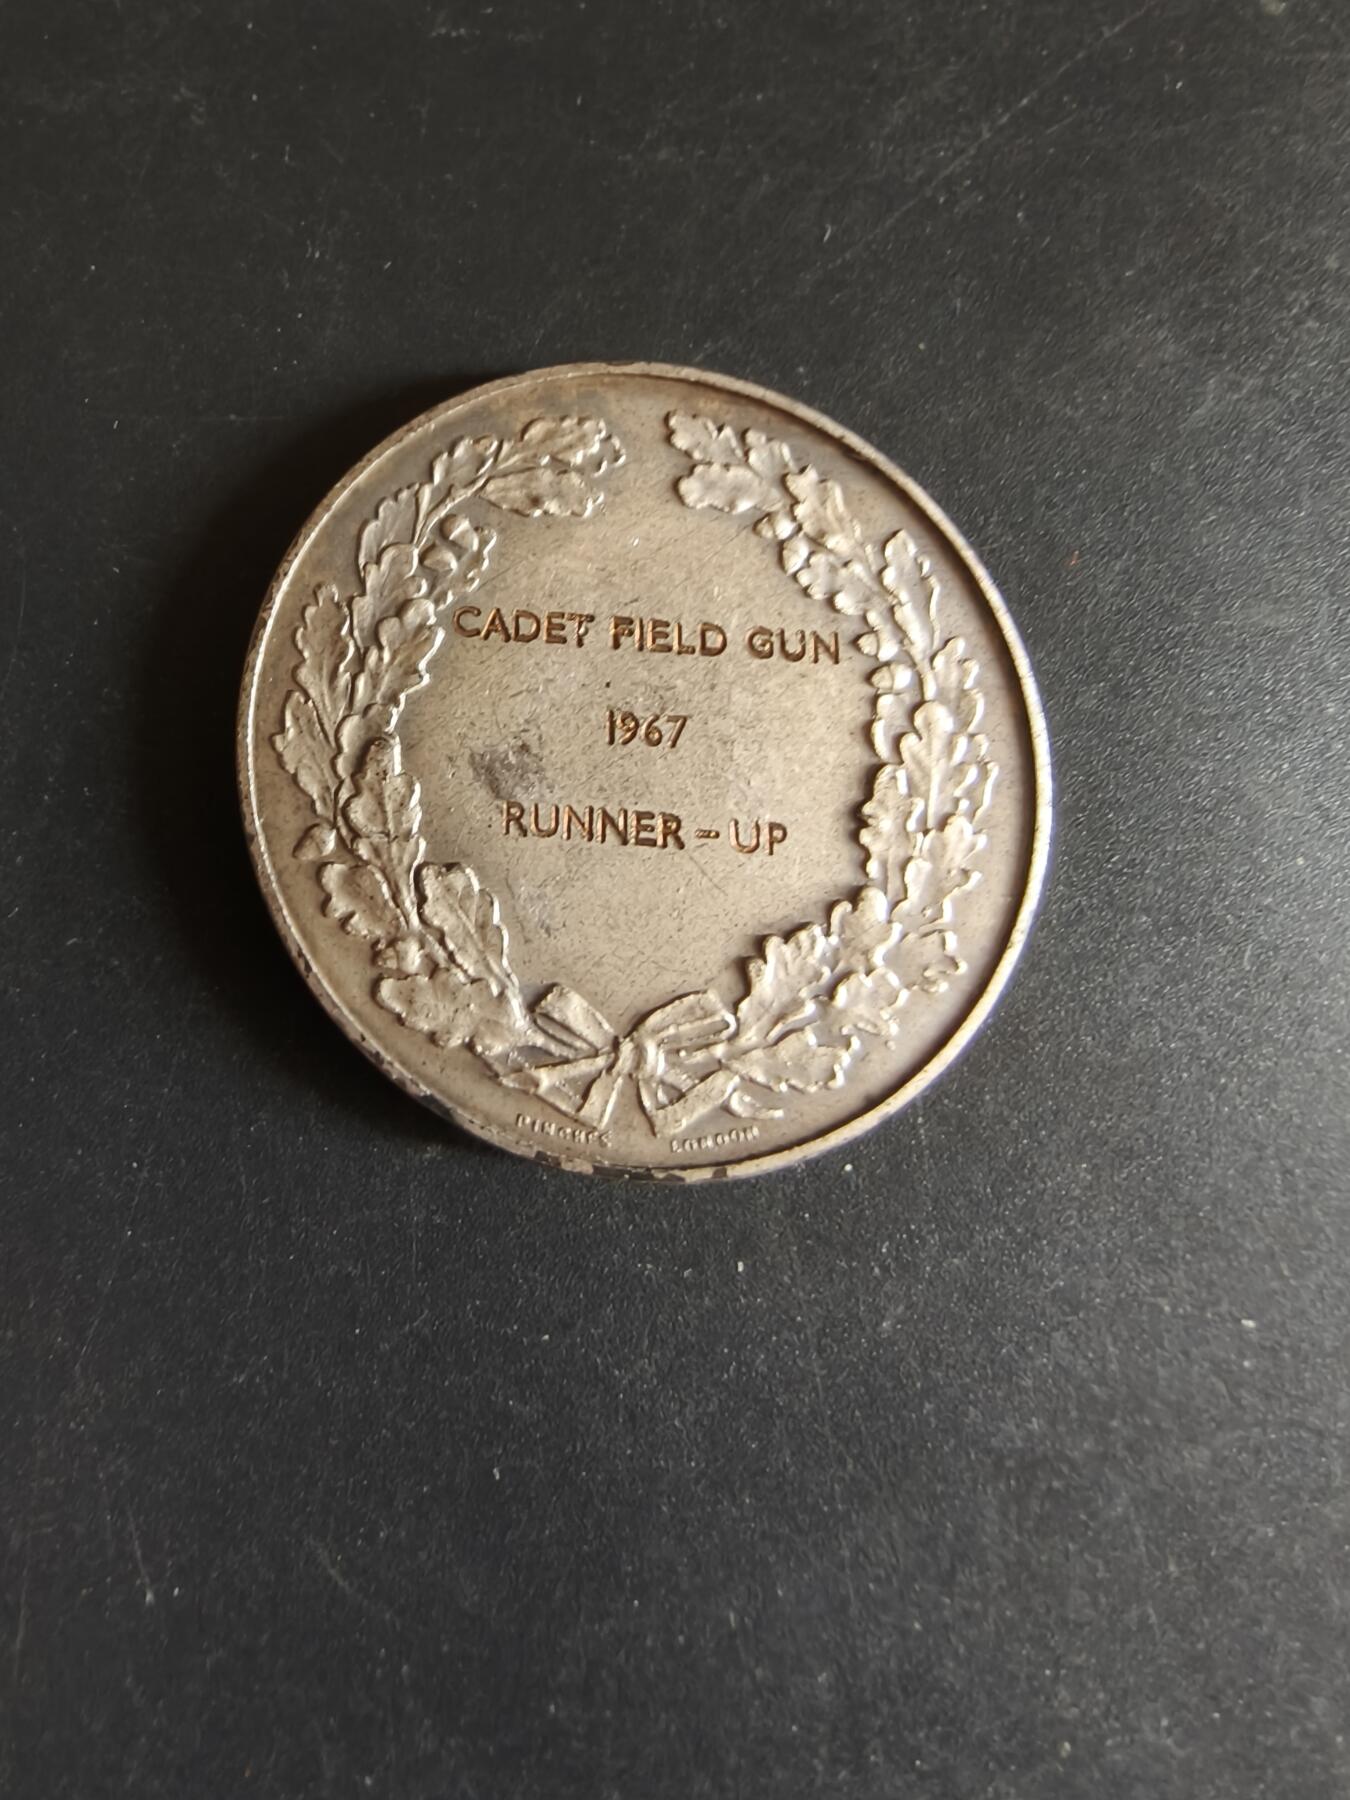 CADET FIELD GUN
1967
RUNNER - UP
PINCHES LONDON